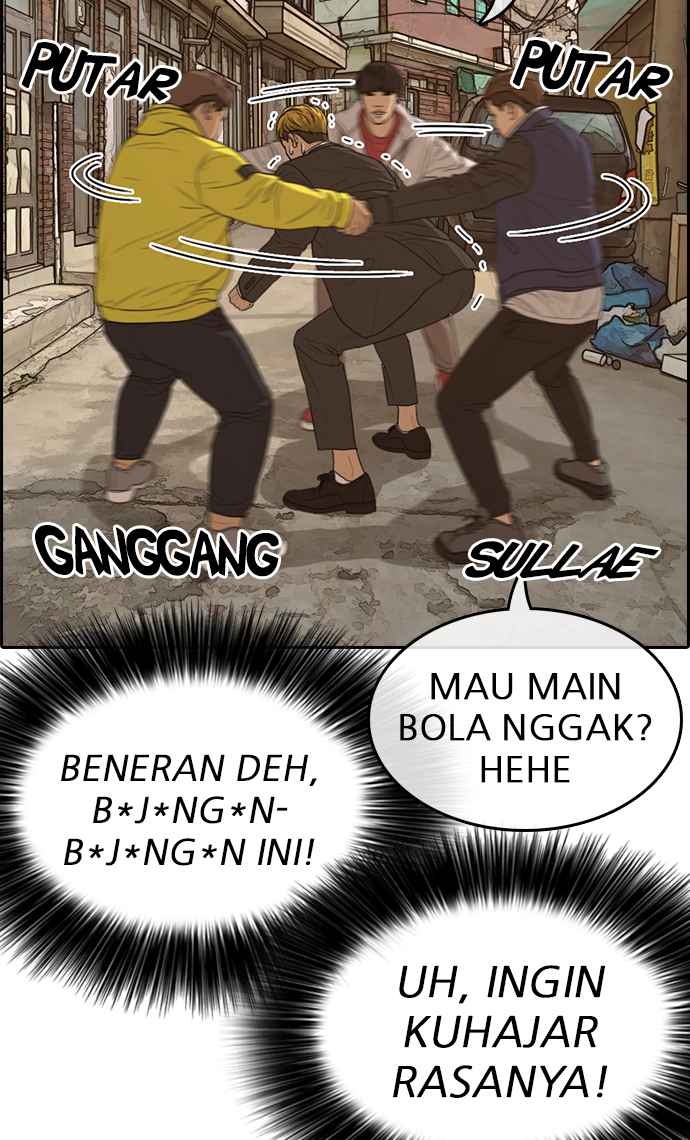 PUTAR
PUTAR
GANGGANG
SULLAE
MAU MAIN
BOLA NGGAK?
HEHE
BENERAN DEH,
B*J*NG*N-
B*J*NG*N INI!
UH, INGIN
KUHAJAR
RASANYA!